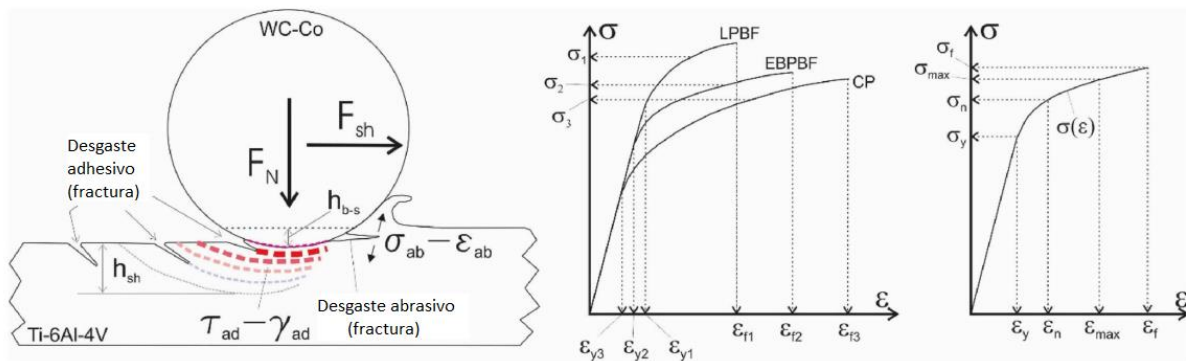 WC-Co
F_sh
F_N
Desgaste
adhesivo
(fractura)
h_b-s
σ_ab–ε_ab
h_sh
Desgaste abrasivo
(fractura)
τ_ad–γ_ad
Ti-6Al-4V
σ
LPBF
σ_1
EBPBF
σ_2
CP
σ_3
ε
ε_y3
ε_y2
ε_y1
ε_f1
ε_f2
ε_f3
σ
σ_f
σ_max
σ_n
σ(ε)
σ_y
ε
ε_y
ε_n
ε_max
ε_f